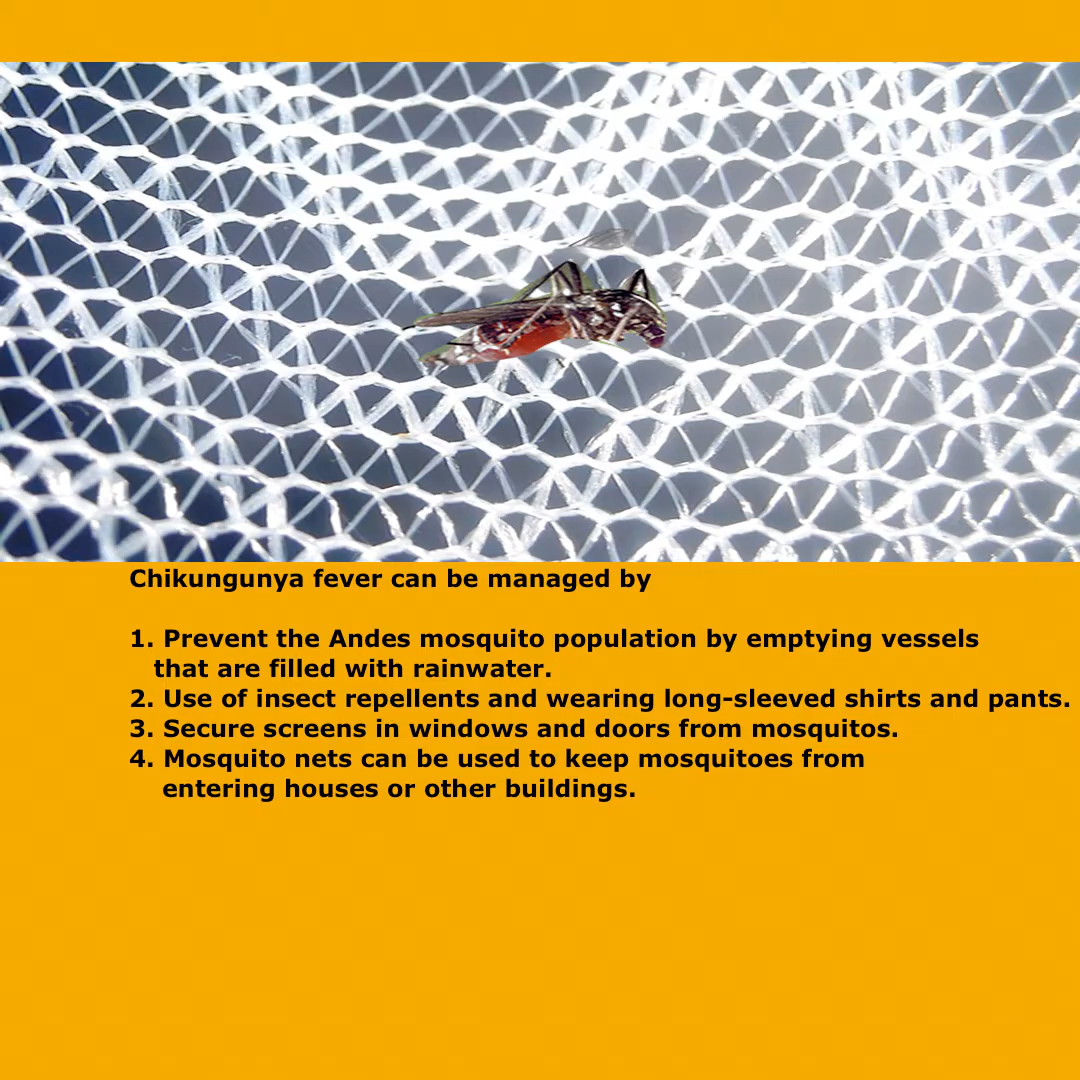 Chikungunya fever can be managed by
1. Prevent the Andes mosquito population by emptying vessels
that are filled with rainwater.
2. Use of insect repellents and wearing long-sleeved shirts and pants.
3. Secure screens in windows and doors from mosquitos.
4. Mosquito nets can be used to keep mosquitoes from
entering houses or other buildings.